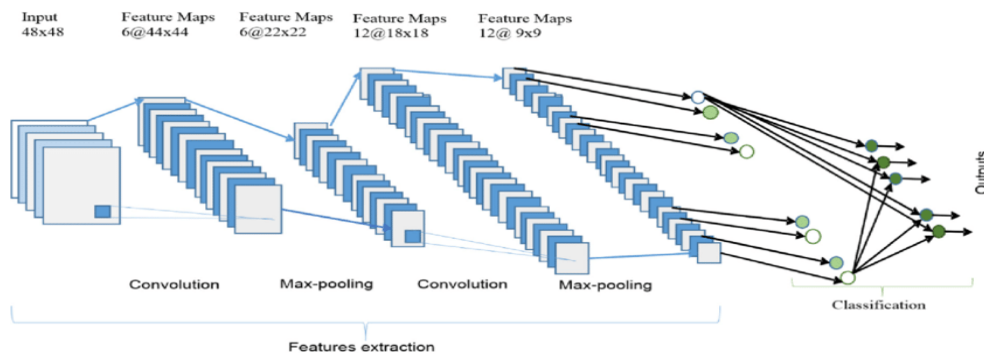 Input
48x48
Feature Maps
6@44x44
Feature Maps
6@22x22
Feature Maps
12@18x18
Feature Maps
12@ 9x9
Outputs
Convolution
Max-pooling
Convolution
Max-pooling
Classification
Features extraction